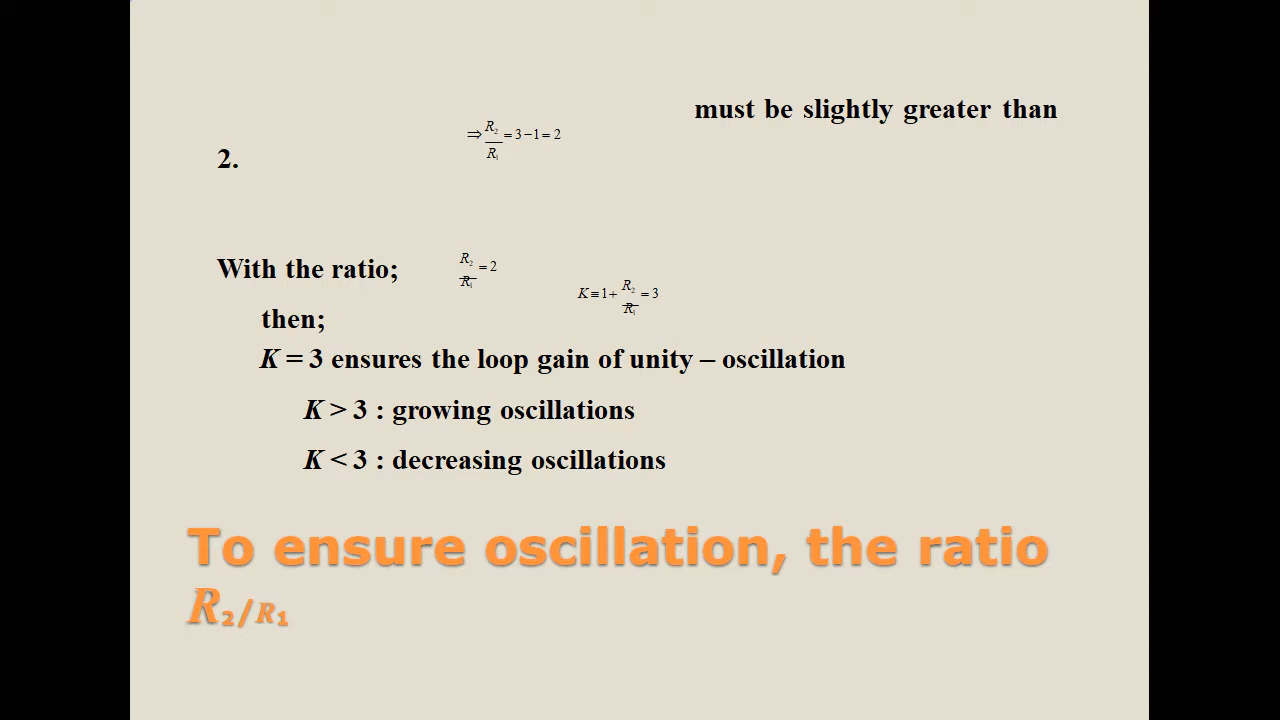 must be slightly greater than
⇒ R₂/R₁ = 3 − 1 = 2
2.
With the ratio; R₂/R₁ = 2
K ≡ 1 + R₂/R₁ = 3
then;
K = 3 ensures the loop gain of unity – oscillation
K > 3 : growing oscillations
K < 3 : decreasing oscillations
To ensure oscillation, the ratio
R₂/R₁